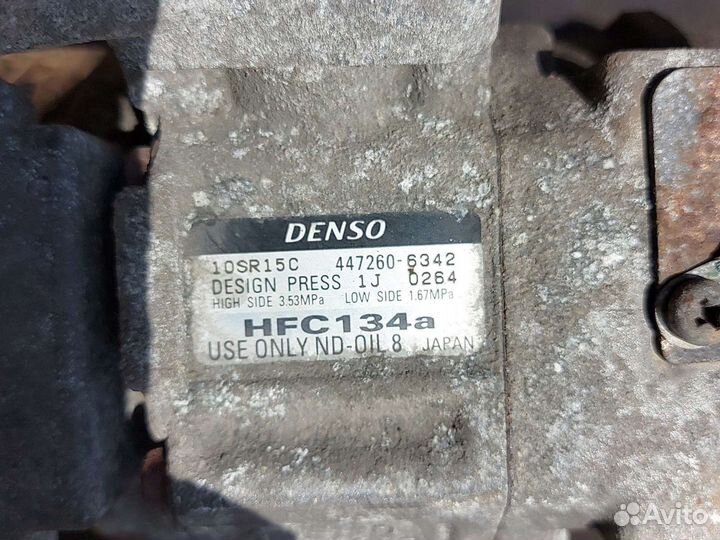 DENSO
10SR15C 447260-6342
DESIGN PRESS 1J 0264
HIGH SIDE 3.53MPa LOW SIDE 1.67MPa
HFC134a
USE ONLY ND-OIL 8 JAPAN
Avito